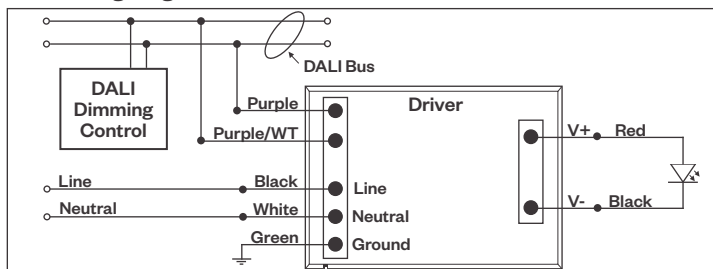 DALI Bus
DALI
Dimming
Control
Purple
Driver
Purple/WT
V+
Red
Line
Black
Line
Neutral
White
Neutral
V-
Black
Green
Ground